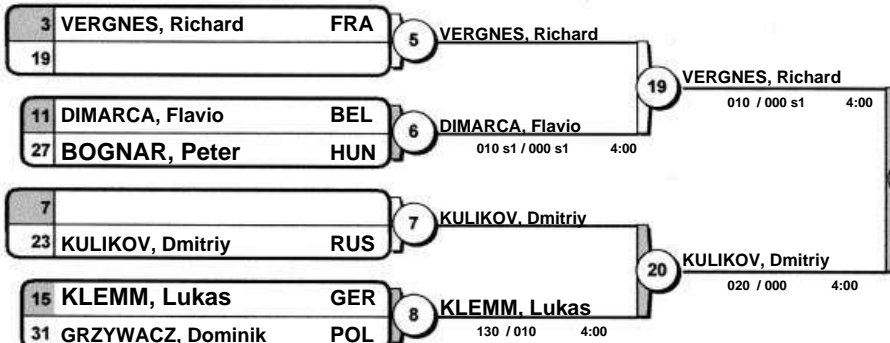 3 VERGNES, Richard FRA
19
5 VERGNES, Richard
11 DIMARCA, Flavio BEL
27 BOGNAR, Peter HUN
6 DIMARCA, Flavio
010 s1 / 000 s1 4:00
19 VERGNES, Richard
010 / 000 s1 4:00
7
23 KULIKOV, Dmitriy RUS
7 KULIKOV, Dmitriy
15 KLEMM, Lukas GER
31 GRZYWACZ, Dominik POL
8 KLEMM, Lukas
130 / 010 4:00
20 KULIKOV, Dmitriy
020 / 000 4:00